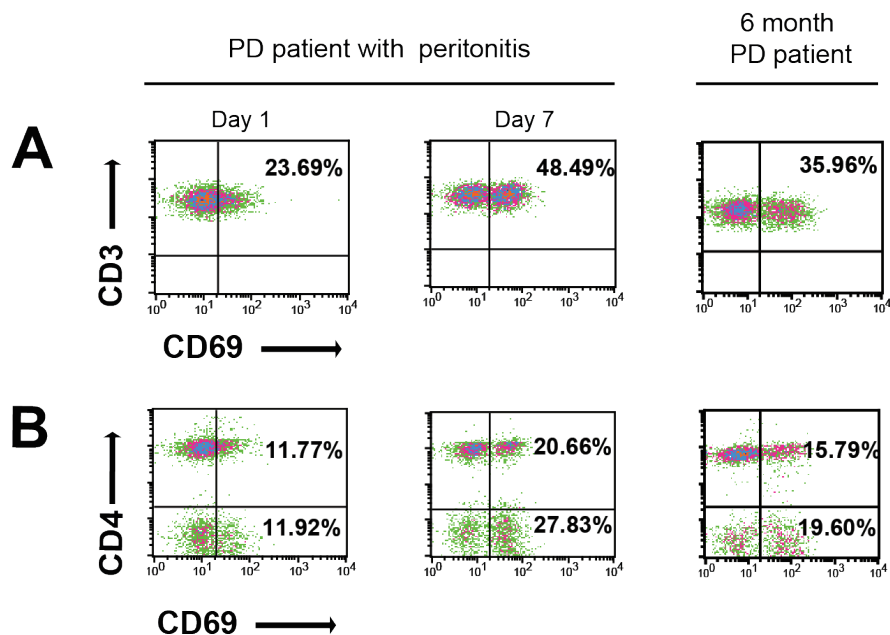 PD patient with peritonitis
6 month
PD patient
Day 1
Day 7
A
23.69%
48.49%
35.96%
CD3
10⁰ 10¹ 10² 10³ 10⁴
10⁰ 10¹ 10² 10³ 10⁴
10⁰ 10¹ 10² 10³ 10⁴
CD69
B
11.77%
20.66%
15.79%
CD4
11.92%
27.83%
19.60%
10⁰ 10¹ 10² 10³ 10⁴
10⁰ 10¹ 10² 10³ 10⁴
10⁰ 10¹ 10² 10³ 10⁴
CD69